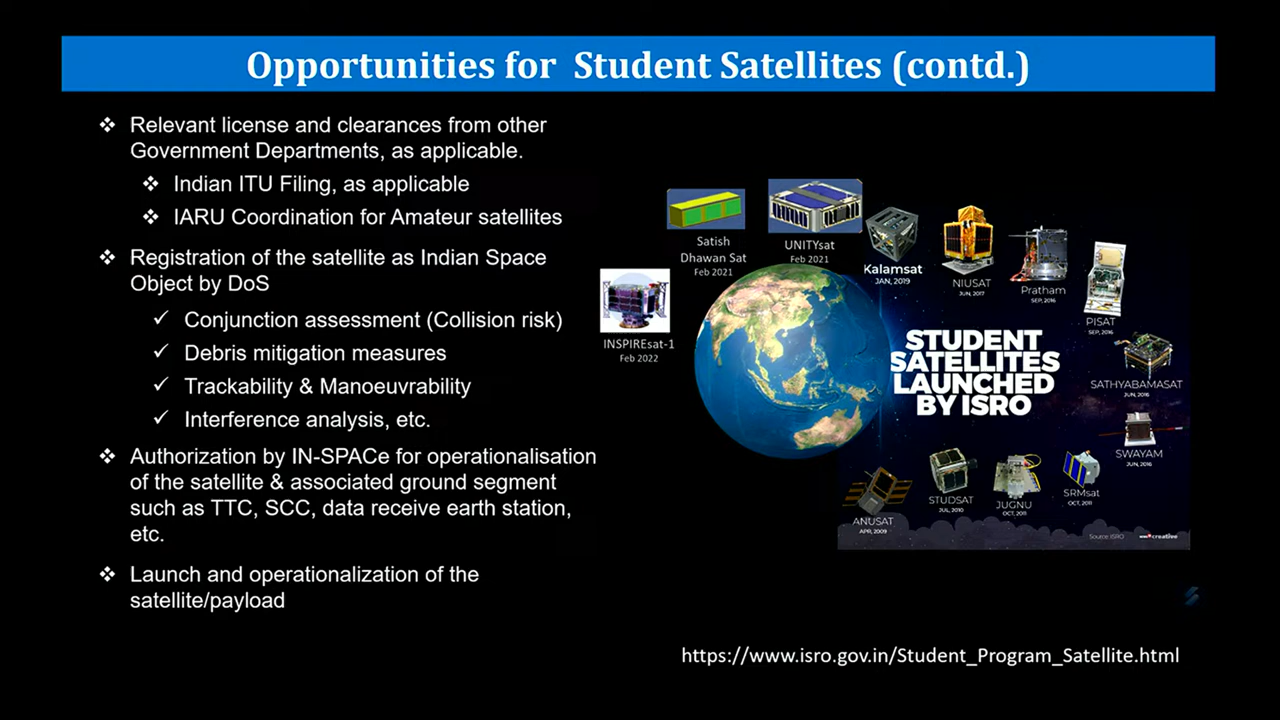 Opportunities for Student Satellites (contd.)
❖ Relevant license and clearances from other
Government Departments, as applicable.
❖ Indian ITU Filing, as applicable
❖ IARU Coordination for Amateur satellites
❖ Registration of the satellite as Indian Space
Object by DoS
✓ Conjunction assessment (Collision risk)
✓ Debris mitigation measures
✓ Trackability & Manoeuvrability
✓ Interference analysis, etc.
❖ Authorization by IN-SPACe for operationalisation
of the satellite & associated ground segment
such as TTC, SCC, data receive earth station,
etc.
❖ Launch and operationalization of the
satellite/payload
INSPIREsat-1
Feb 2022
Satish
Dhawan Sat
Feb 2021
UNITYsat
Feb 2021
Kalamsat
JAN, 2019
NIUSAT
JUN, 2017
Pratham
SEP, 2016
PISAT
SEP, 2016
SATHYABAMASAT
JUN, 2016
SWAYAM
JUN, 2016
SRMsat
OCT, 2011
JUGNU
OCT, 2011
STUDSAT
JUL, 2010
ANUSAT
APR, 2009
STUDENT
SATELLITES
LAUNCHED
BY ISRO
Source: ISRO
https://www.isro.gov.in/Student_Program_Satellite.html